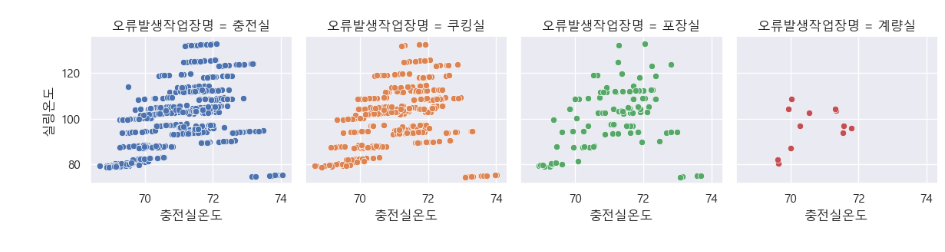 오류발생작업장명 = 충전실
오류발생작업장명 = 쿠킹실
오류발생작업장명 = 포장실
오류발생작업장명 = 계량실
실링온도
120
100
80
70 72 74
70 72 74
70 72 74
70 72 74
충전실온도
충전실온도
충전실온도
충전실온도